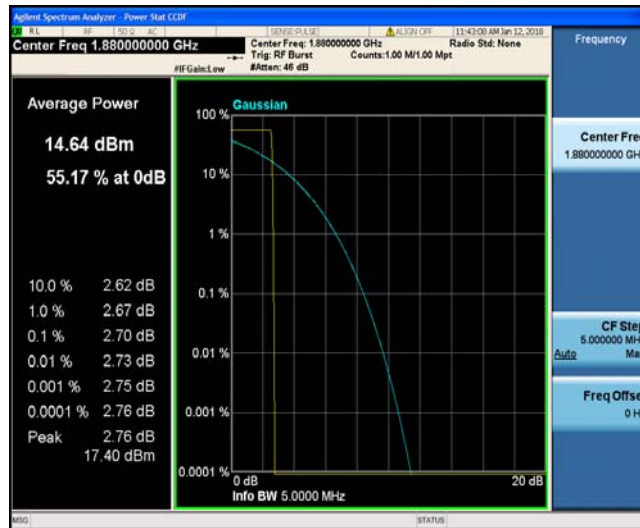 Agilent Spectrum Analyzer - Power Stat CCDF
RL RF 50 Ω AC SENSE:PULSE ALIGN OFF 11:43:08 AM Jan 12, 2018
Center Freq 1.880000000 GHz
Center Freq: 1.880000000 GHz Radio Std: None
Trig: RF Burst Counts:1.00 M/1.00 Mpt
#IFGain:Low #Atten: 46 dB
Frequency
Average Power
14.64 dBm
55.17 % at 0dB
10.0 % 2.62 dB
1.0 % 2.67 dB
0.1 % 2.70 dB
0.01 % 2.73 dB
0.001 % 2.75 dB
0.0001 % 2.76 dB
Peak 2.76 dB
17.40 dBm
Gaussian
100 %
10 %
1 %
0.1 %
0.01 %
0.001 %
0.0001 %
0 dB 20 dB
Info BW 5.0000 MHz
Center Fre
1.880000000 GH
CF Step
5.000000 MH
Auto Ma
Freq Offse
0 H
MSG STATUS